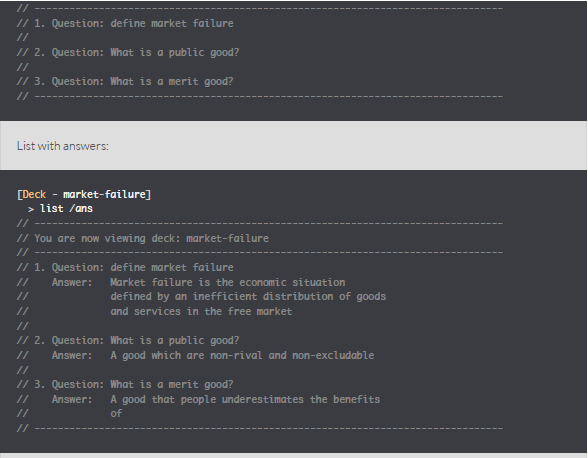 // --------------------------------------------------------------------------------
// 1. Question: define market failure
//
// 2. Question: What is a public good?
//
// 3. Question: What is a merit good?
// --------------------------------------------------------------------------------
List with answers:
[Deck - market-failure]
> list /ans
// --------------------------------------------------------------------------------
// You are now viewing deck: market-failure
// --------------------------------------------------------------------------------
// 1. Question: define market failure
// Answer: Market failure is the economic situation
// defined by an inefficient distribution of goods
// and services in the free market
//
// 2. Question: What is a public good?
// Answer: A good which are non-rival and non-excludable
//
// 3. Question: What is a merit good?
// Answer: A good that people underestimates the benefits
// of
// --------------------------------------------------------------------------------